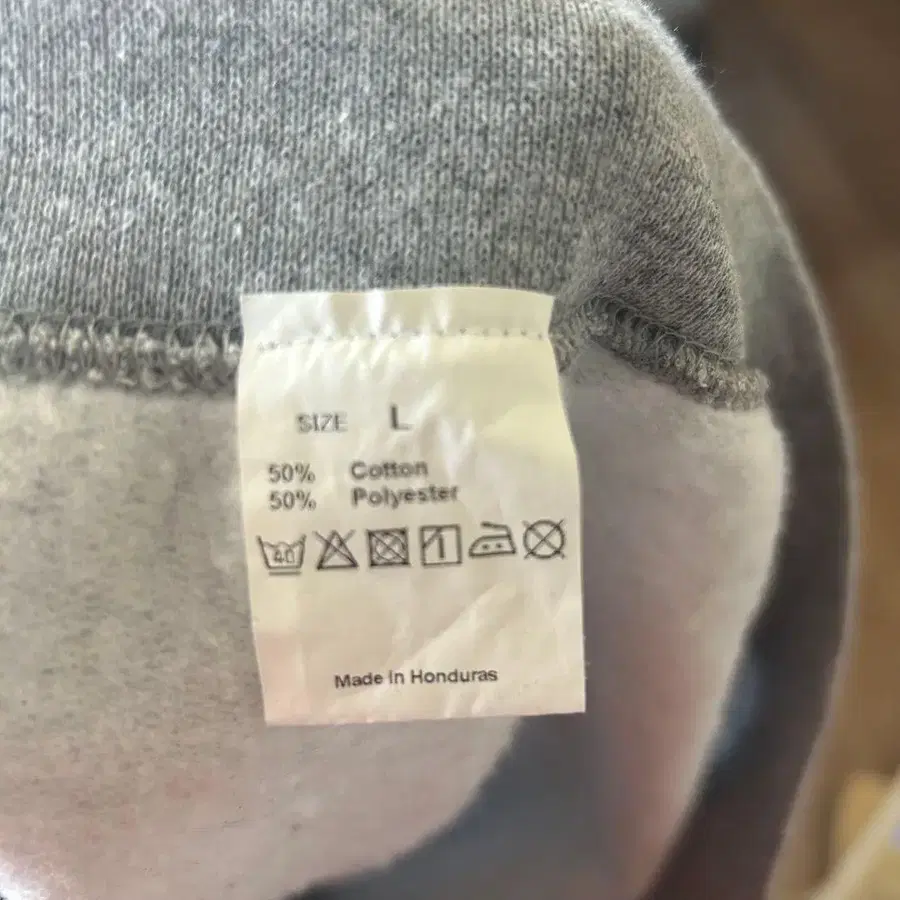 SIZE L
50% Cotton
50% Polyester
40
Made in Honduras